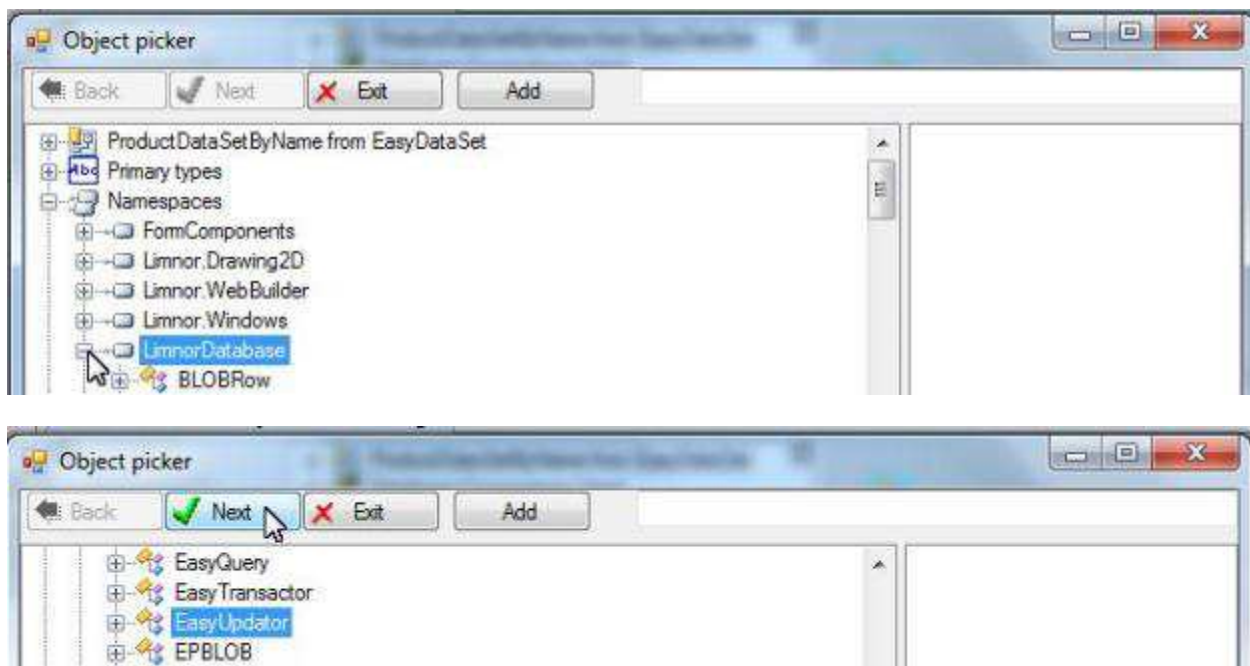 Object picker
Back Next Exit Add
ProductDataSetByName from EasyDataSet
Abc Primary types
Namespaces
FormComponents
Limnor.Drawing2D
Limnor.WebBuilder
Limnor.Windows
LimnorDatabase
BLOBRow
Object picker
Back Next Exit Add
EasyQuery
EasyTransactor
EasyUpdator
EPBLOB